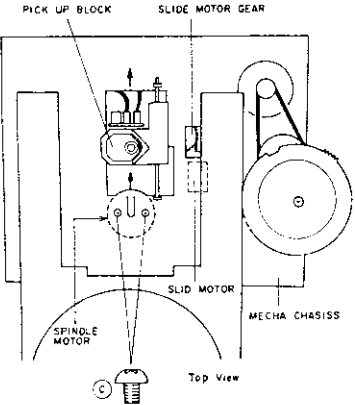 PICK UP BLOCK
SLIDE MOTOR GEAR
SLID MOTOR
MECHA CHASISS
SPINDLE
MOTOR
Top View
C